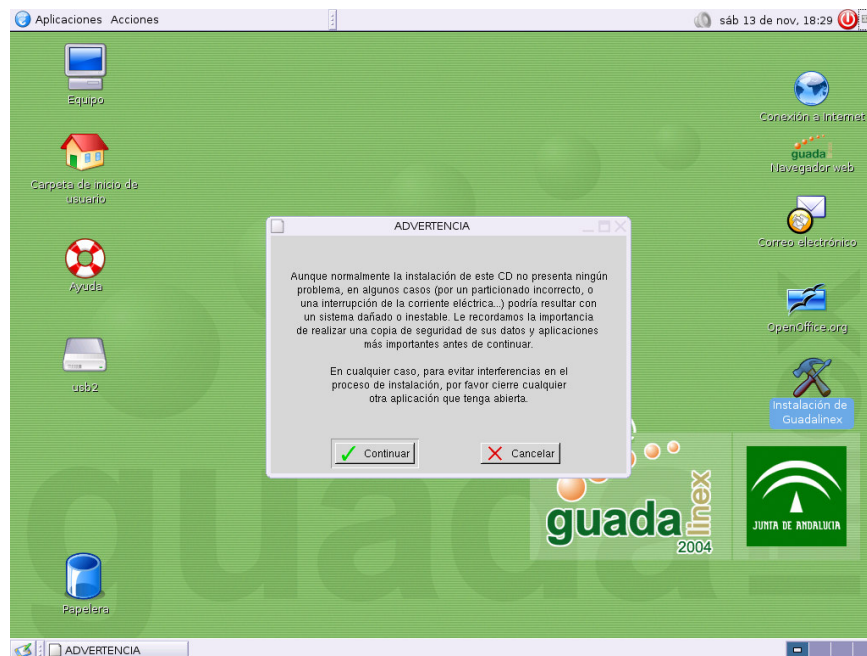 Aplicaciones Acciones
sáb 13 de nov, 18:29
Equipo
Carpeta de inicio de
usuario
Ayuda
usb2
Papelera
Conexión a Internet
guada
Navegador web
Correo electrónico
OpenOffice.org
Instalación de
Guadalinex
ADVERTENCIA
Aunque normalmente la instalación de este CD no presenta ningún
problema, en algunos casos (por un particionado incorrecto, o
una interrupción de la corriente eléctrica...) podría resultar con
un sistema dañado o inestable. Le recordamos la importancia
de realizar una copia de seguridad de sus datos y aplicaciones
más importantes antes de continuar.
En cualquier caso, para evitar interferencias en el
proceso de instalación, por favor cierre cualquier
otra aplicación que tenga abierta.
Continuar
Cancelar
guada
linex
2004
JUNTA DE ANDALUCIA
guada
ADVERTENCIA